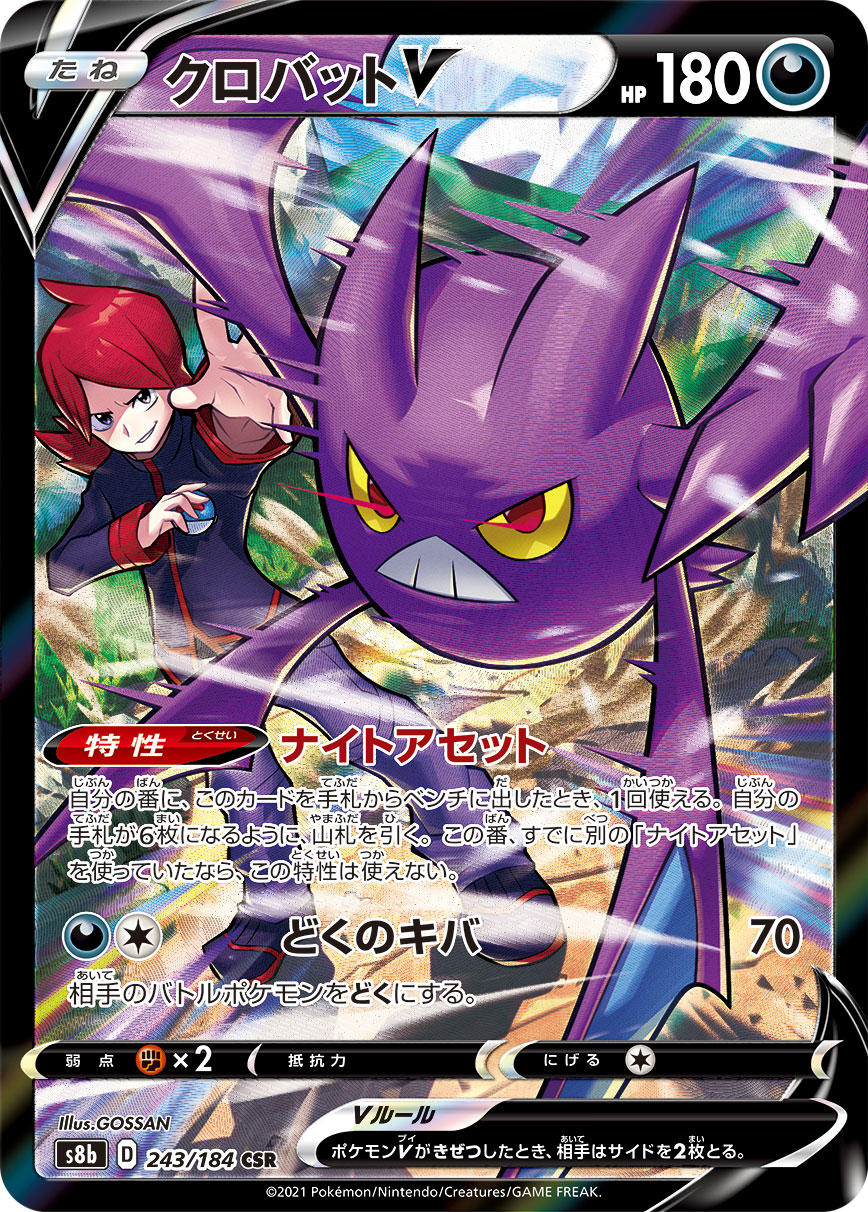 たね クロバットV HP 180
特性 とくせい ナイトアセット
自分の番に、このカードを手札からベンチに出したとき、1回使える。自分の
手札が6枚になるように、山札を引く。この番、すでに別の「ナイトアセット」
を使っていたなら、この特性は使えない。
どくのキバ 70
相手のバトルポケモンをどくにする。
弱点 ×2 抵抗力 にげる
Vルール
ポケモンVがきぜつしたとき、相手はサイドを2枚とる。
Illus.GOSSAN
s8b D 243/184 CSR
©2021 Pokémon/Nintendo/Creatures/GAME FREAK.